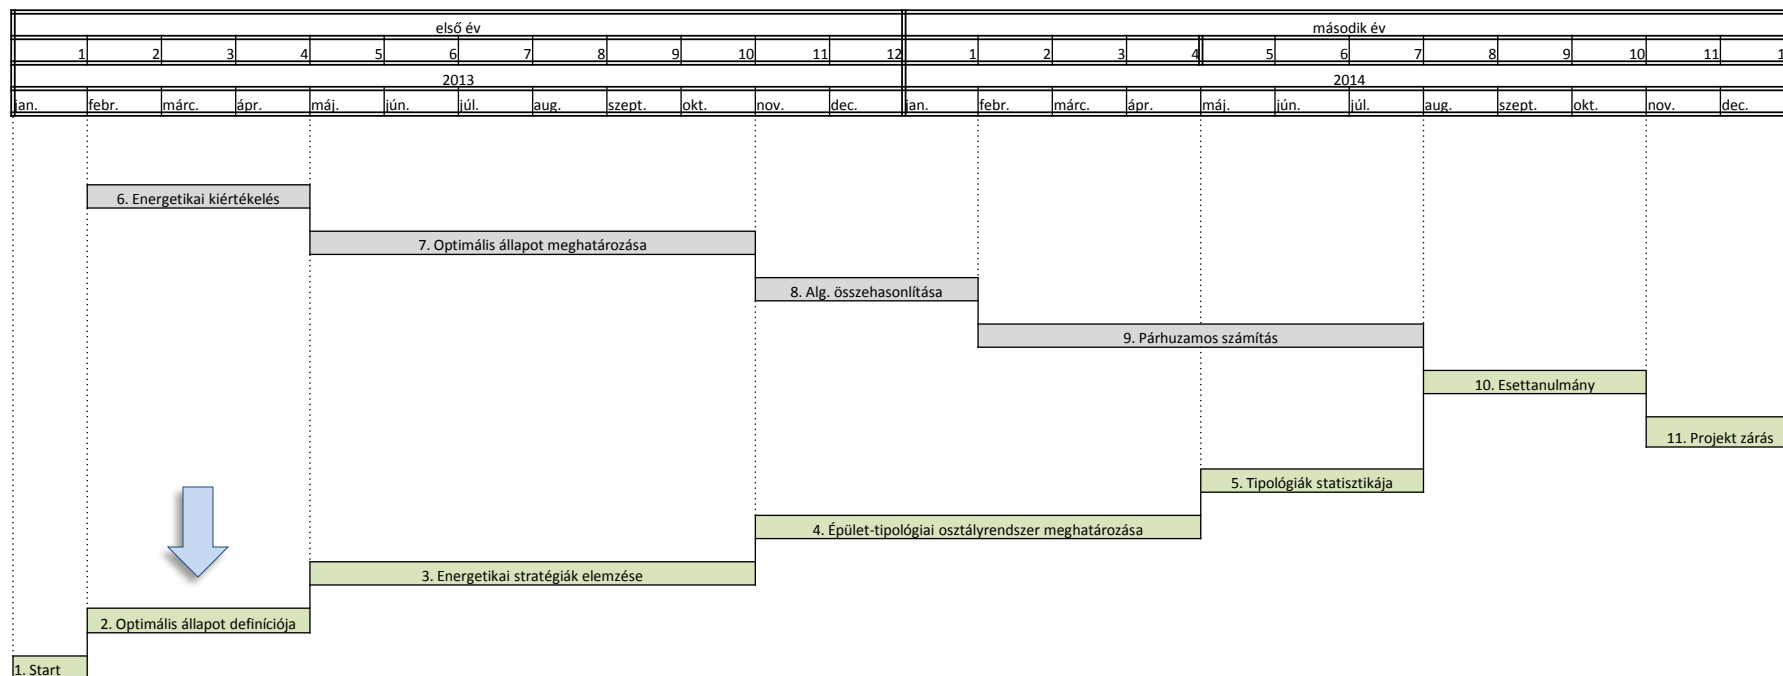 első év második év
1 2 3 4 5 6 7 8 9 10 11 12 1 2 3 4 5 6 7 8 9 10 11 1
2013 2014
jan. febr. márc. ápr. máj. jún. júl. aug. szept. okt. nov. dec. jan. febr. márc. ápr. máj. jún. júl. aug. szept. okt. nov. dec.
6. Energetikai kiértékelés
7. Optimális állapot meghatározása
8. Alg. összehasonlítása
9. Párhuzamos számítás
10. Esettanulmány
11. Projekt zárás
5. Tipológiák statisztikája
4. Épület-tipológiai osztályrendszer meghatározása
3. Energetikai stratégiák elemzése
2. Optimális állapot definíciója
1. Start